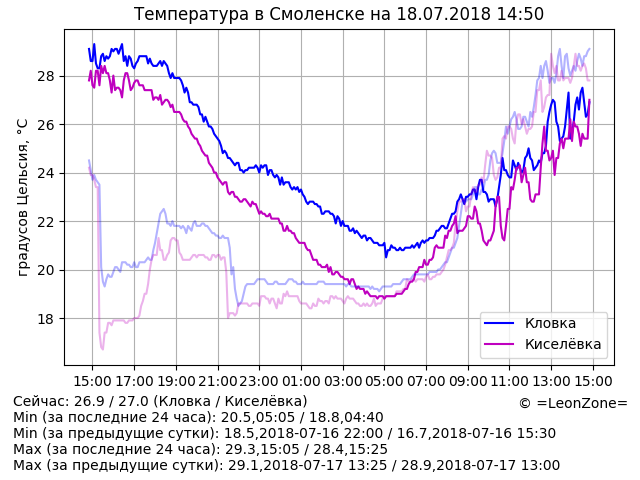 Температура в Смоленске на 18.07.2018 14:50
градусов Цельсия, °C
28
26
24
22
20
18
15:00 17:00 19:00 21:00 23:00 01:00 03:00 05:00 07:00 09:00 11:00 13:00 15:00
Кловка
Киселёвка
© =LeonZone=
Сейчас: 26.9 / 27.0 (Кловка / Киселёвка)
Min (за последние 24 часа): 20.5,05:05 / 18.8,04:40
Min (за предыдущие сутки): 18.5,2018-07-16 22:00 / 16.7,2018-07-16 15:30
Max (за последние 24 часа): 29.3,15:05 / 28.4,15:25
Max (за предыдущие сутки): 29.1,2018-07-17 13:25 / 28.9,2018-07-17 13:00